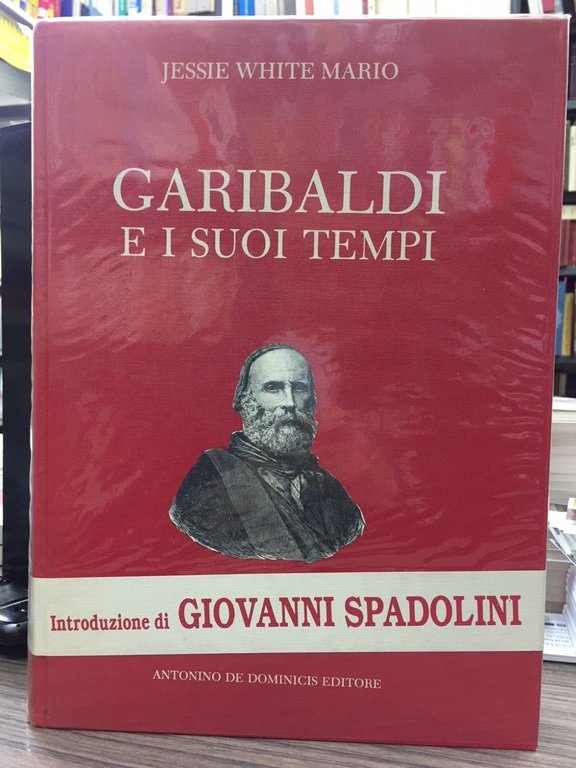 JESSIE WHITE MARIO
GARIBALDI
E I SUOI TEMPI
Introduzione di GIOVANNI SPADOLINI
ANTONINO DE DOMINICIS EDITORE